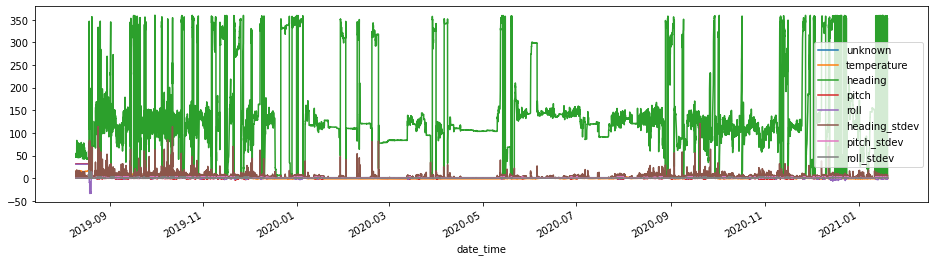 350
300
250
200
150
100
50
0
−50
unknown
temperature
heading
pitch
roll
heading_stdev
pitch_stdev
roll_stdev
2019-09
2019-11
2020-01
2020-03
2020-05
2020-07
2020-09
2020-11
2021-01
date_time